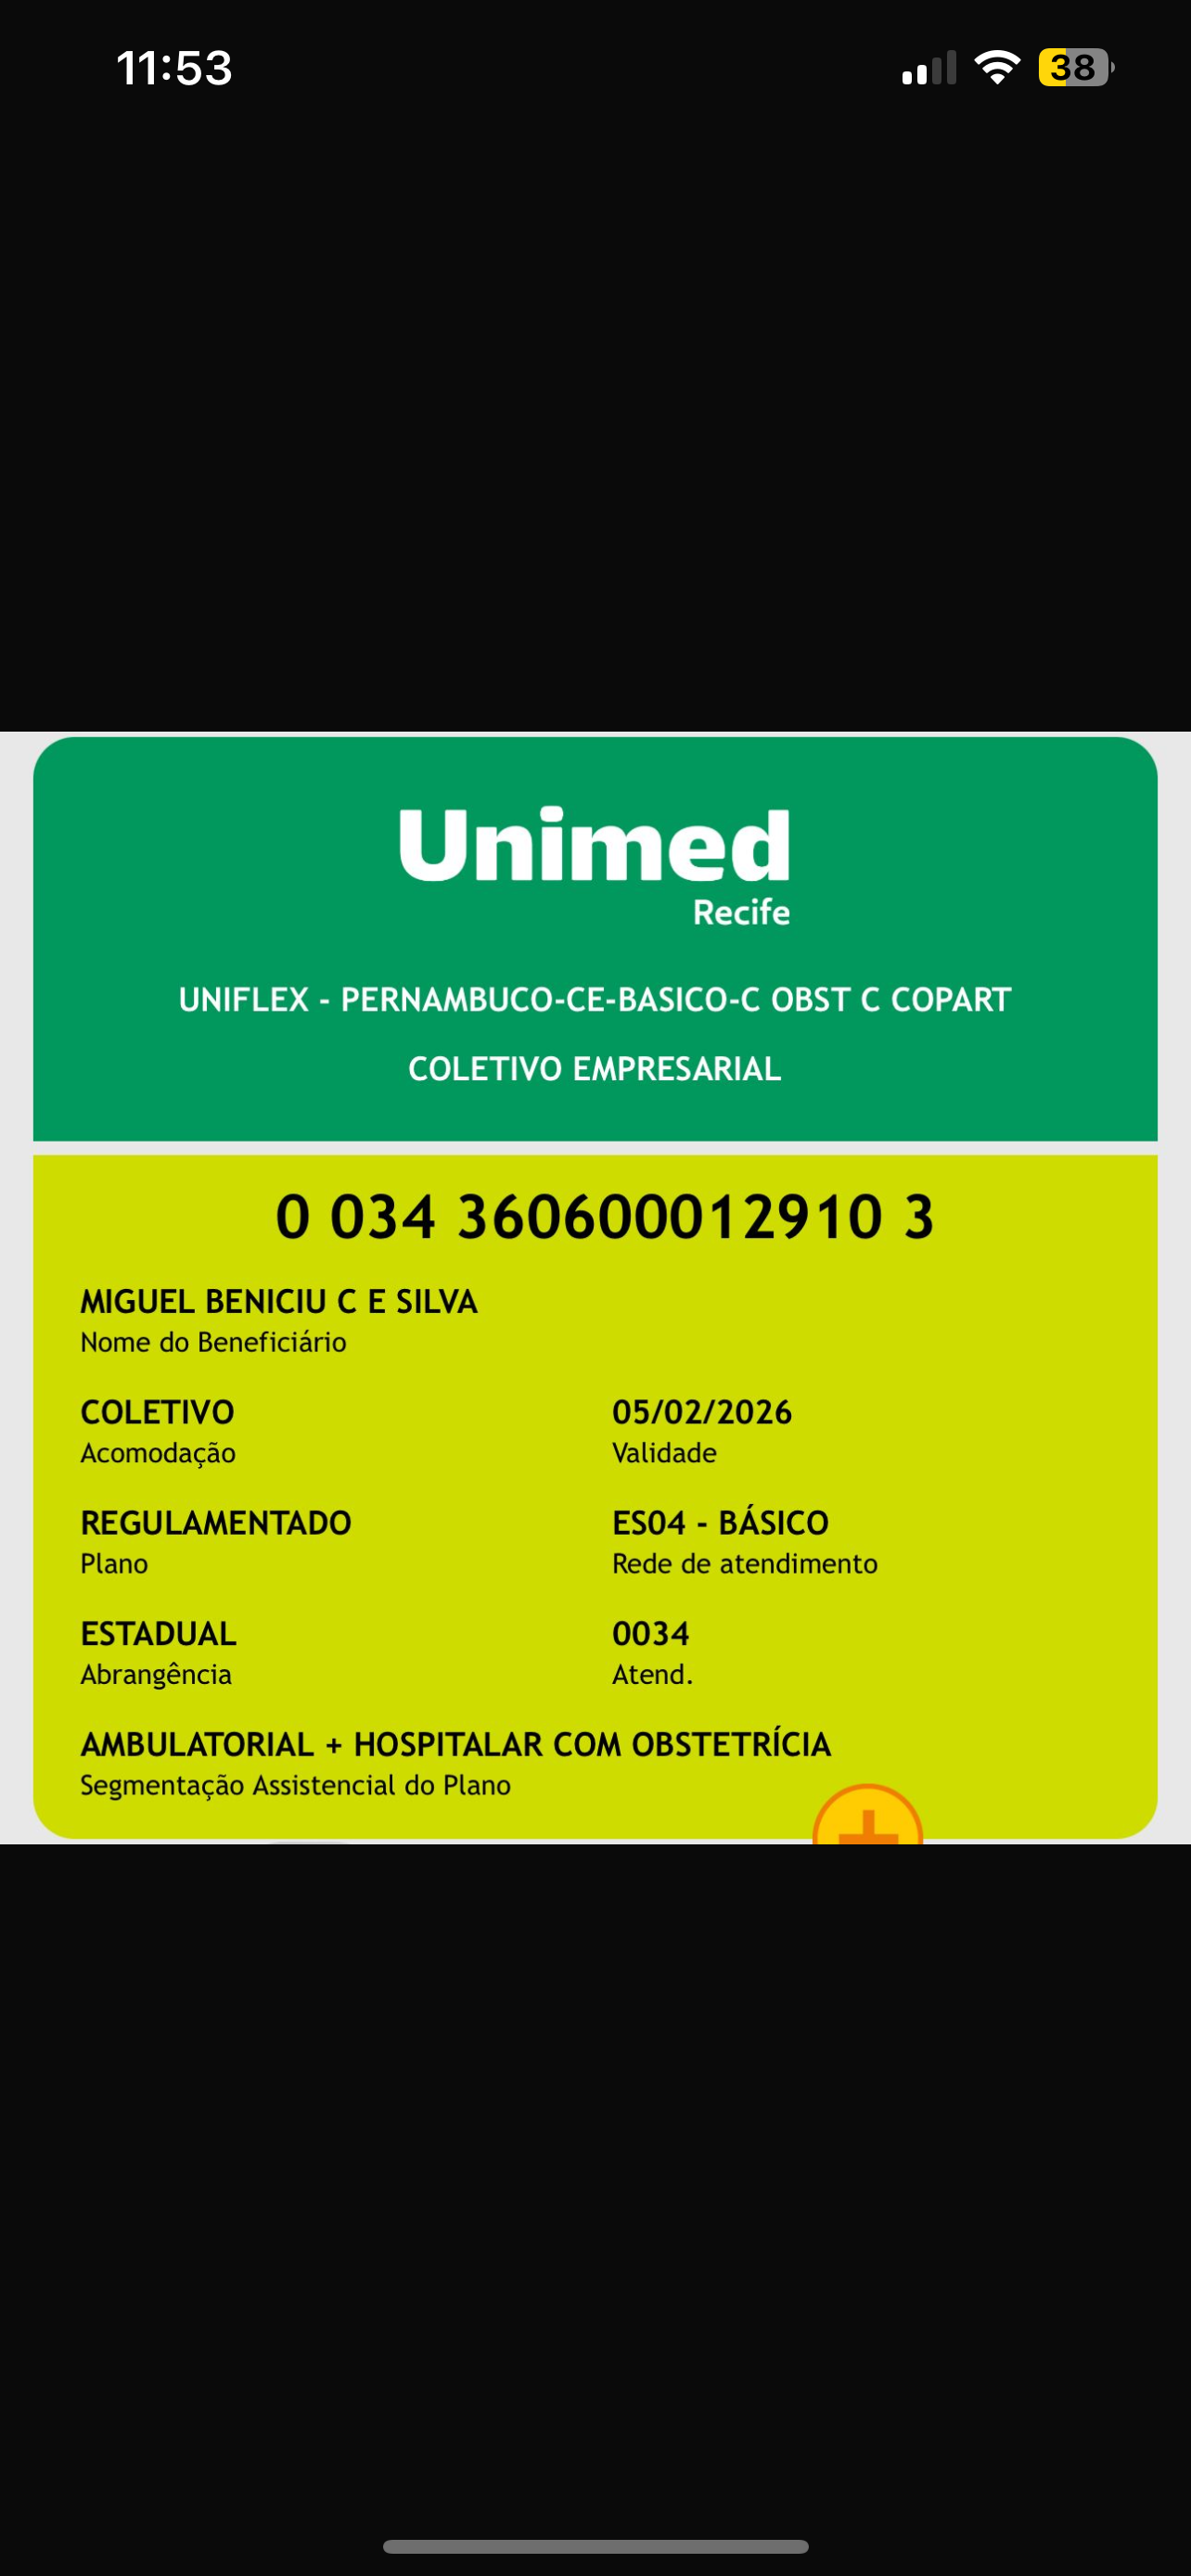 11:53
38
Unimed
Recife
UNIFLEX - PERNAMBUCO-CE-BASICO-C OBST C COPART
COLETIVO EMPRESARIAL
0 034 360600012910 3
MIGUEL BENICIU C E SILVA
Nome do Beneficiário
COLETIVO
Acomodação
05/02/2026
Validade
REGULAMENTADO
Plano
ES04 - BÁSICO
Rede de atendimento
ESTADUAL
Abrangência
0034
Atend.
AMBULATORIAL + HOSPITALAR COM OBSTETRÍCIA
Segmentação Assistencial do Plano